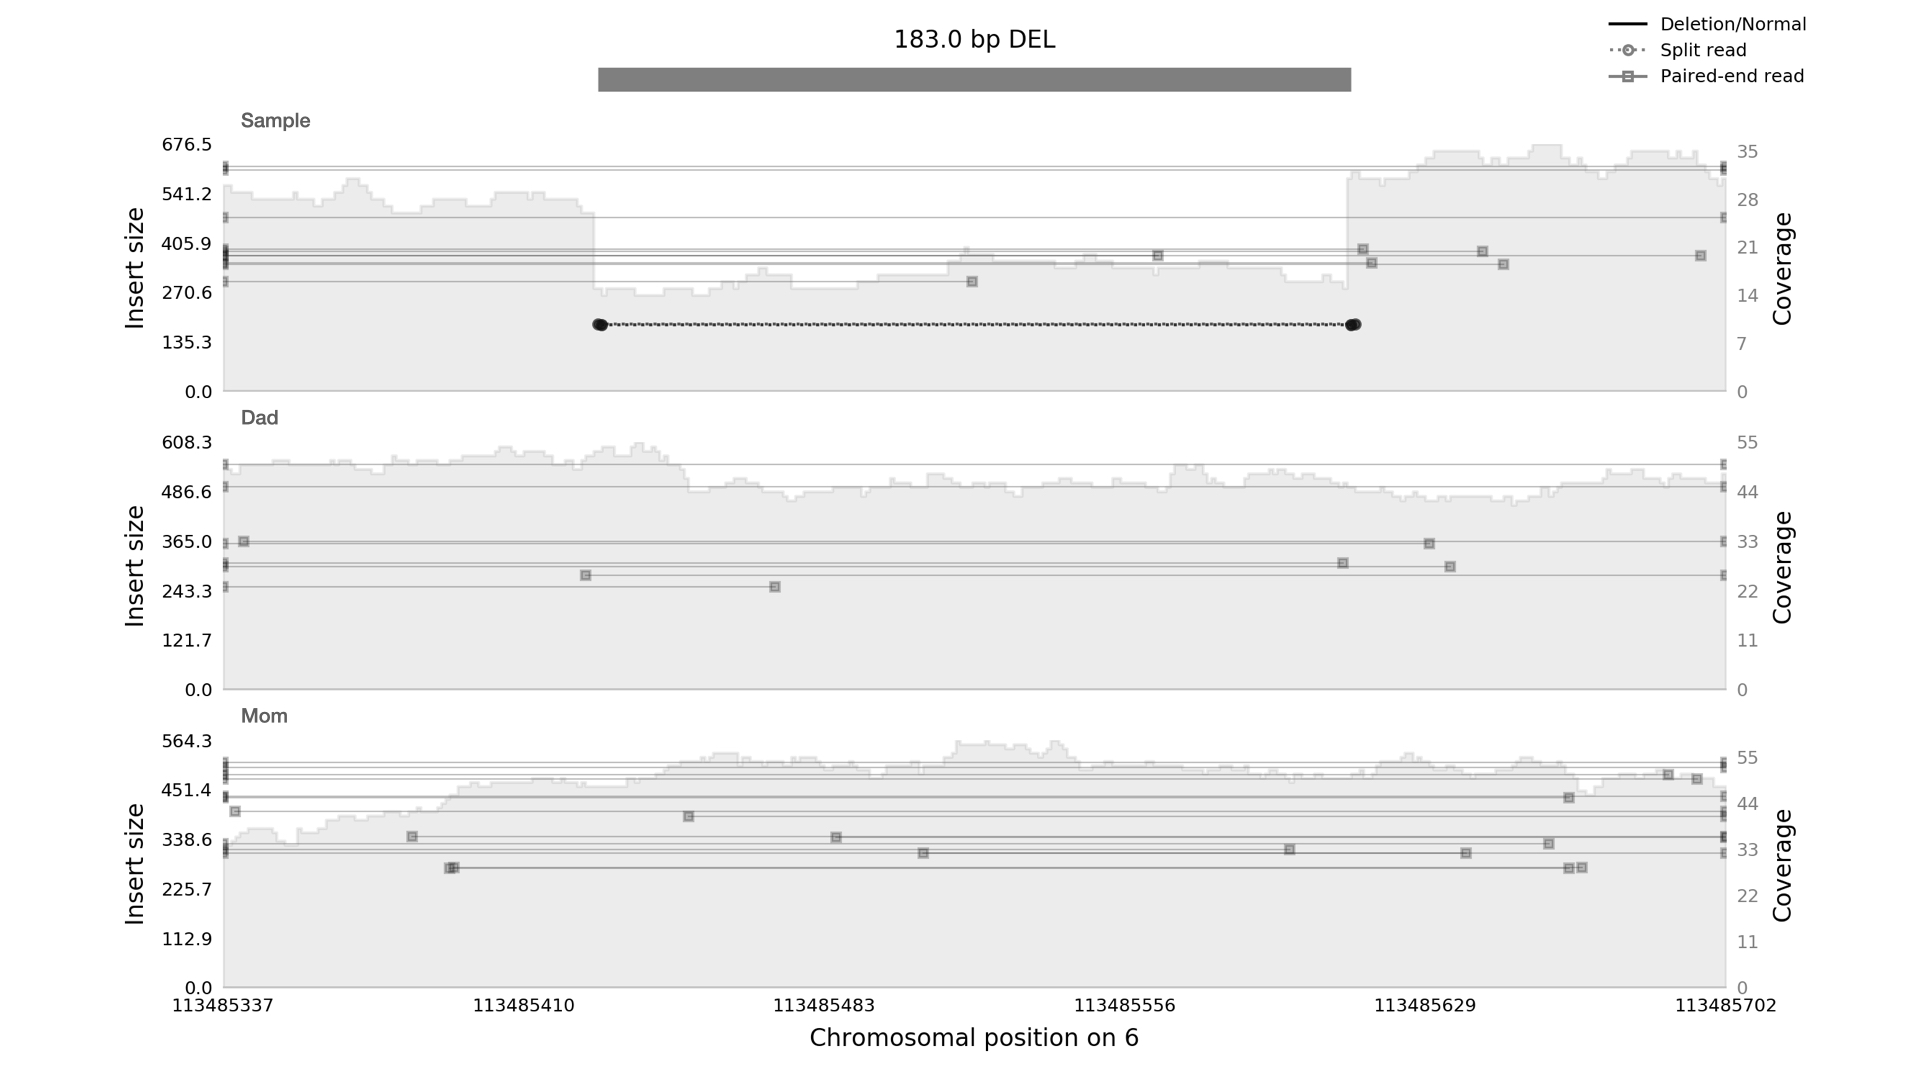 183.0 bp DEL
Deletion/Normal
Split read
Paired-end read
Sample
676.5
541.2
405.9
270.6
135.3
0.0
Insert size
35
28
21
14
7
0
Coverage
Dad
608.3
486.6
365.0
243.3
121.7
0.0
Insert size
55
44
33
22
11
0
Coverage
Mom
564.3
451.4
338.6
225.7
112.9
0.0
Insert size
55
44
33
22
11
0
Coverage
113485337 113485410 113485483 113485556 113485629 113485702
Chromosomal position on 6